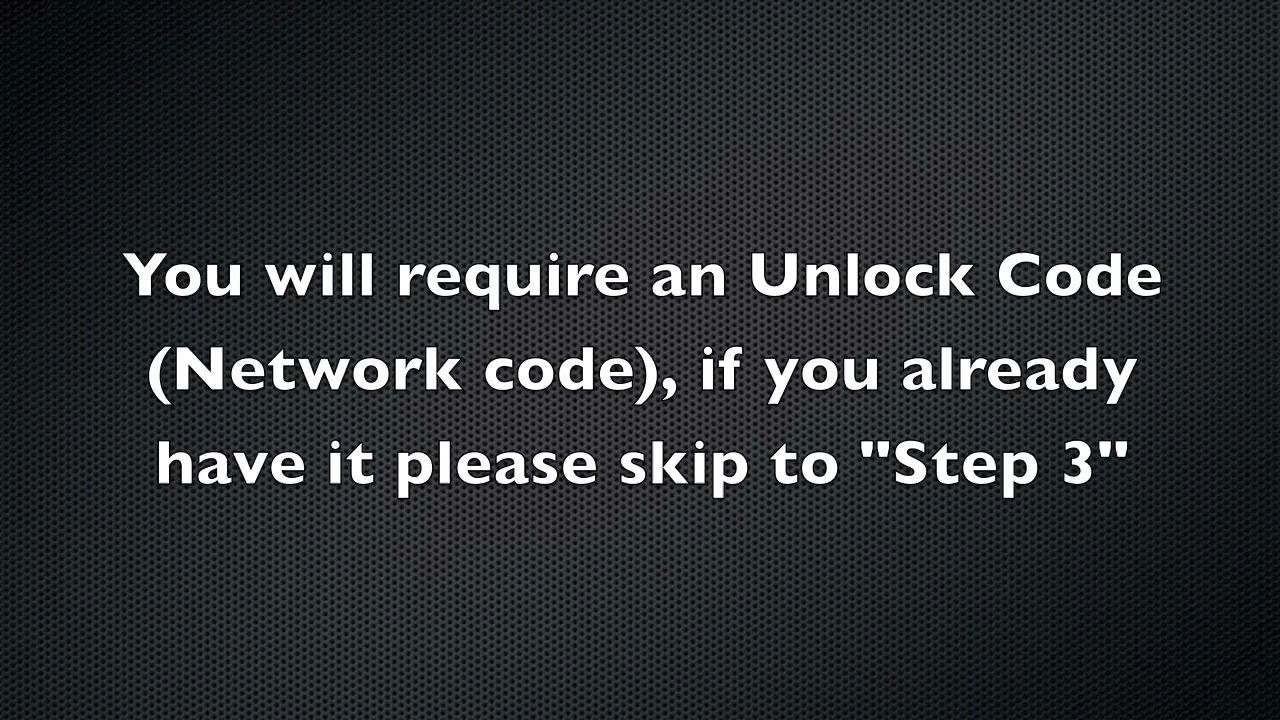 You will require an Unlock Code
(Network code), if you already
have it please skip to "Step 3"